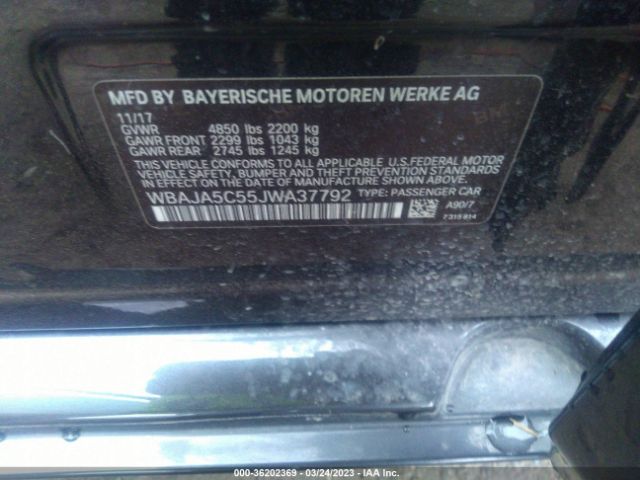 MFD BY BAYERISCHE MOTOREN WERKE AG
11/17
GVWR 4850 lbs 2200 kg
GAWR FRONT 2299 lbs 1043 kg
GAWR REAR 2745 lbs 1245 kg
THIS VEHICLE CONFORMS TO ALL APPLICABLE U.S.FEDERAL MOTOR
VEHICLE SAFETY, BUMPER, AND THEFT PREVENTION STANDARDS IN
EFFECT ON THE DATE OF MANUFACTURE SHOWN ABOVE.
WBAJA5C55JWA37792 TYPE: PASSENGER CAR
A90/7
7315814
000-36202369 - 03/24/2023 - IAA Inc.